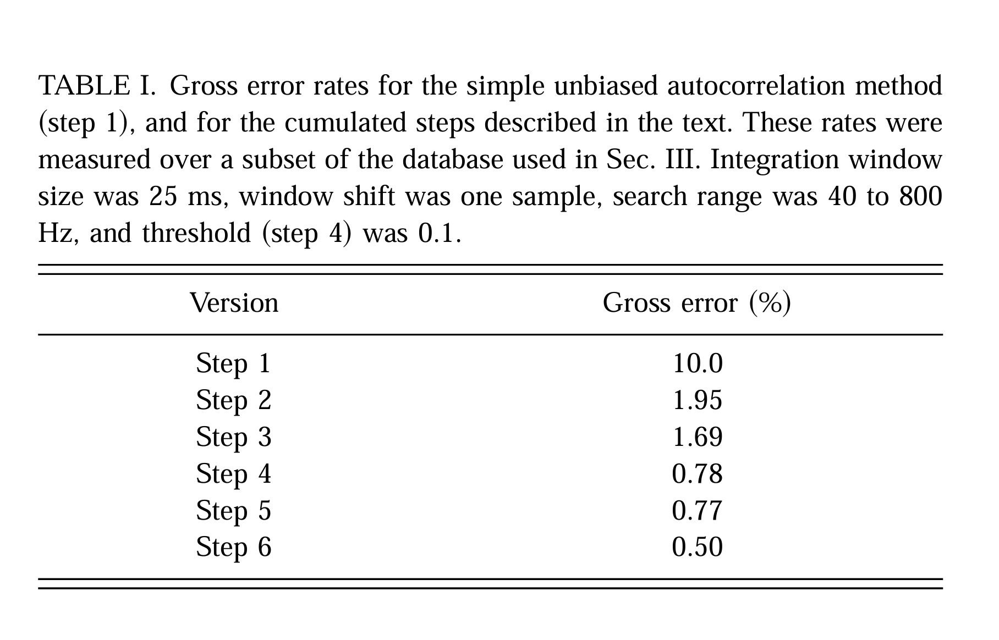 TABLE I. Gross error rates for the simple unbiased autocorrelation method
(step 1), and for the cumulated steps described in the text. These rates were
measured over a subset of the database used in Sec. III. Integration window
size was 25 ms, window shift was one sample, search range was 40 to 800
Hz, and threshold (step 4) was 0.1.
Version Gross error (%)
Step 1 10.0
Step 2 1.95
Step 3 1.69
Step 4 0.78
Step 5 0.77
Step 6 0.50